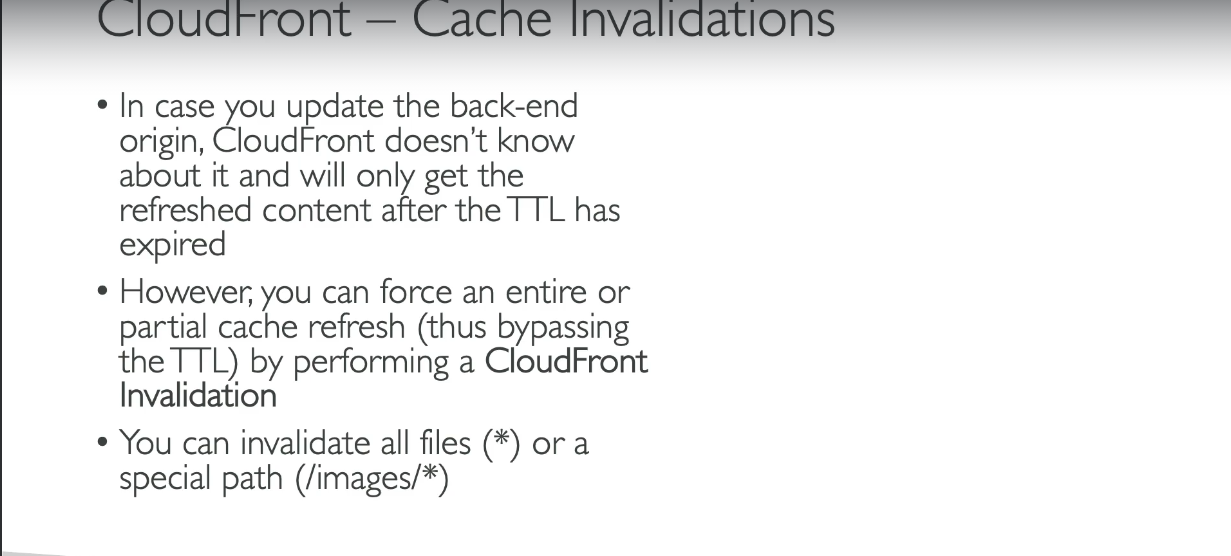 CloudFront – Cache Invalidations
• In case you update the back-end
origin, CloudFront doesn't know
about it and will only get the
refreshed content after the TTL has
expired
• However, you can force an entire or
partial cache refresh (thus bypassing
the TTL) by performing a CloudFront
Invalidation
• You can invalidate all files (*) or a
special path (/images/*)